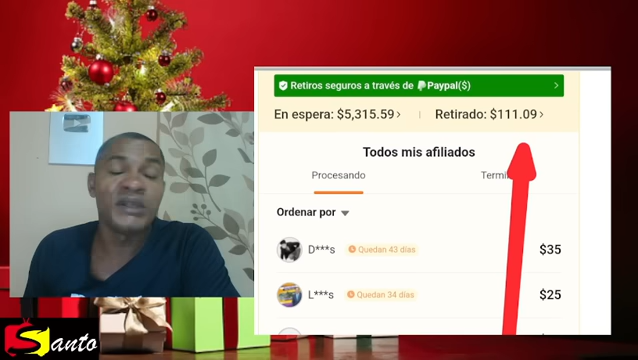 Retiros seguros a través de PayPal($)
En espera: $5,315.59 > | Retirado: $111.09 >
Todos mis afiliados
Procesando
Ordenar por
D***s Quedan 43 días $35
L***s Quedan 34 días $25
Santo